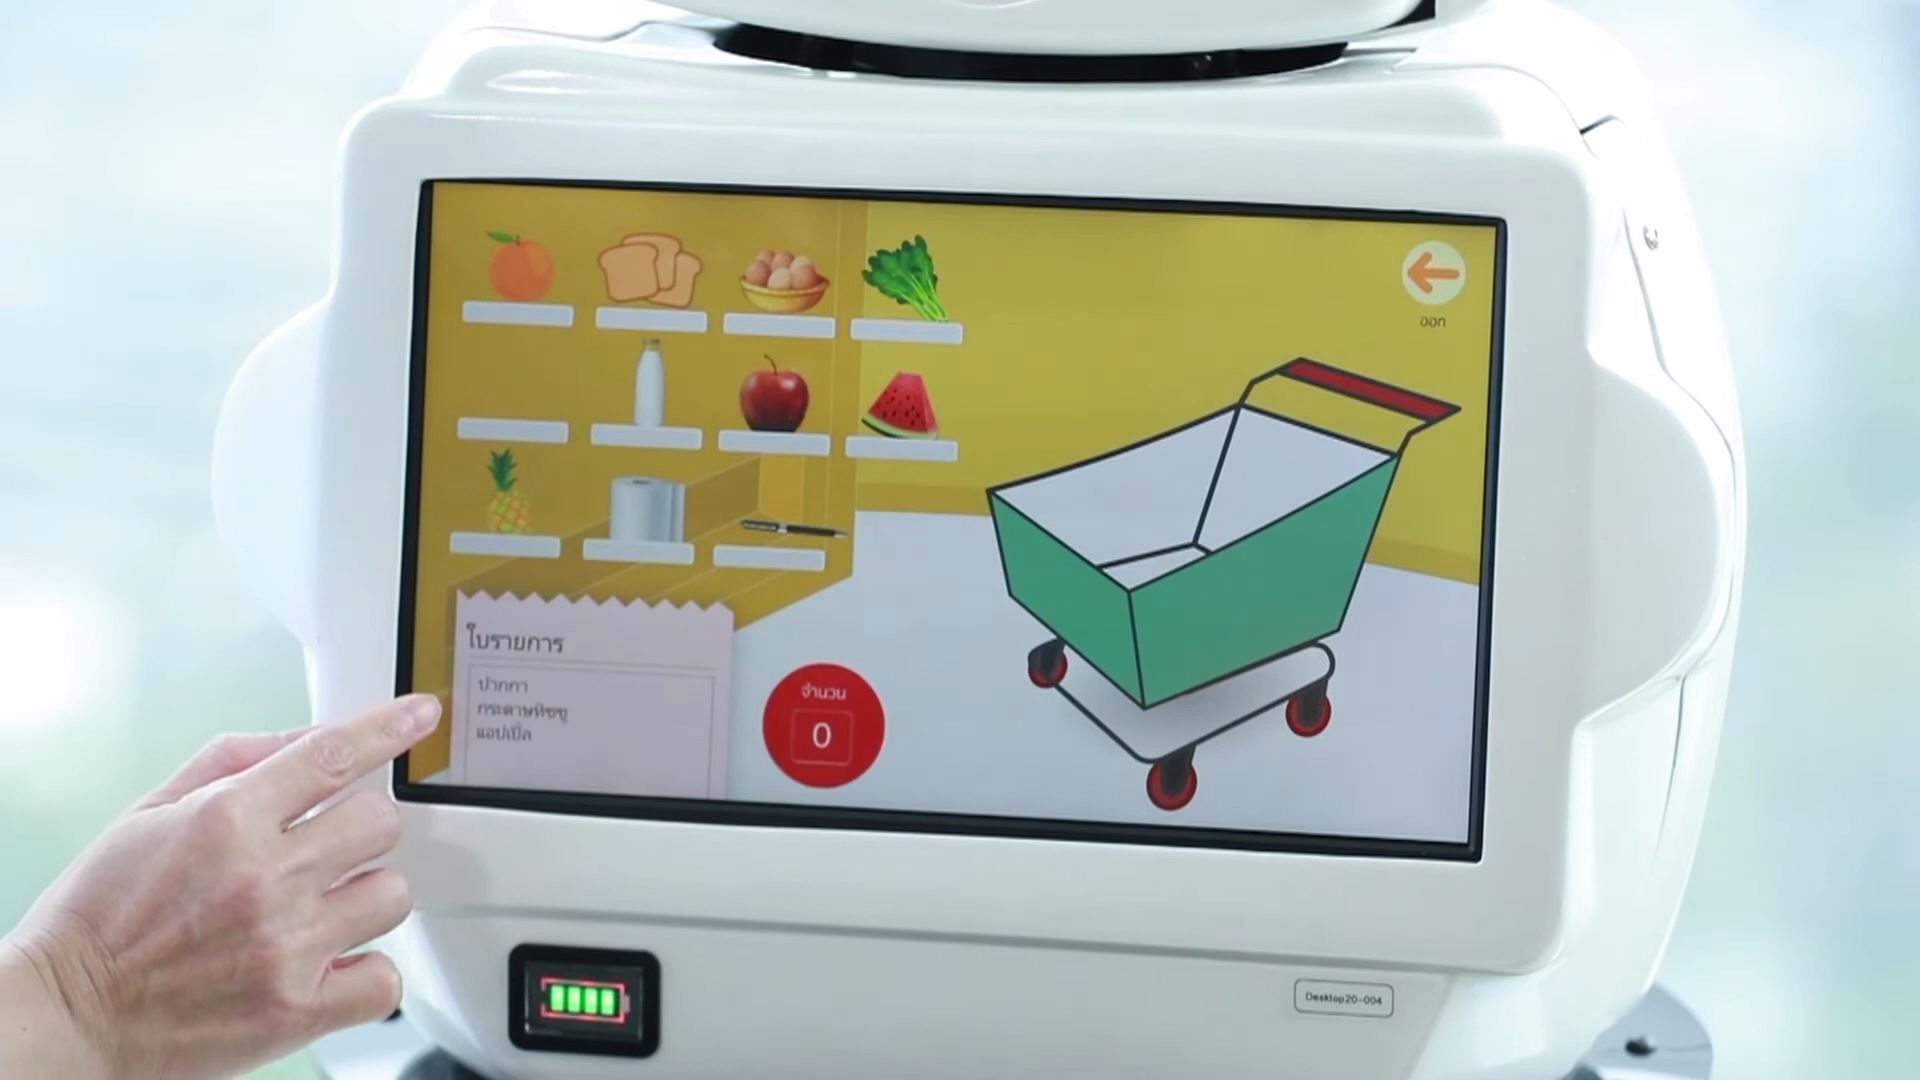 ออก
ใบรายการ
ปากกา
กระดาษทิชชู
แอปเปิ้ล
จำนวน
0
Desktop20-004